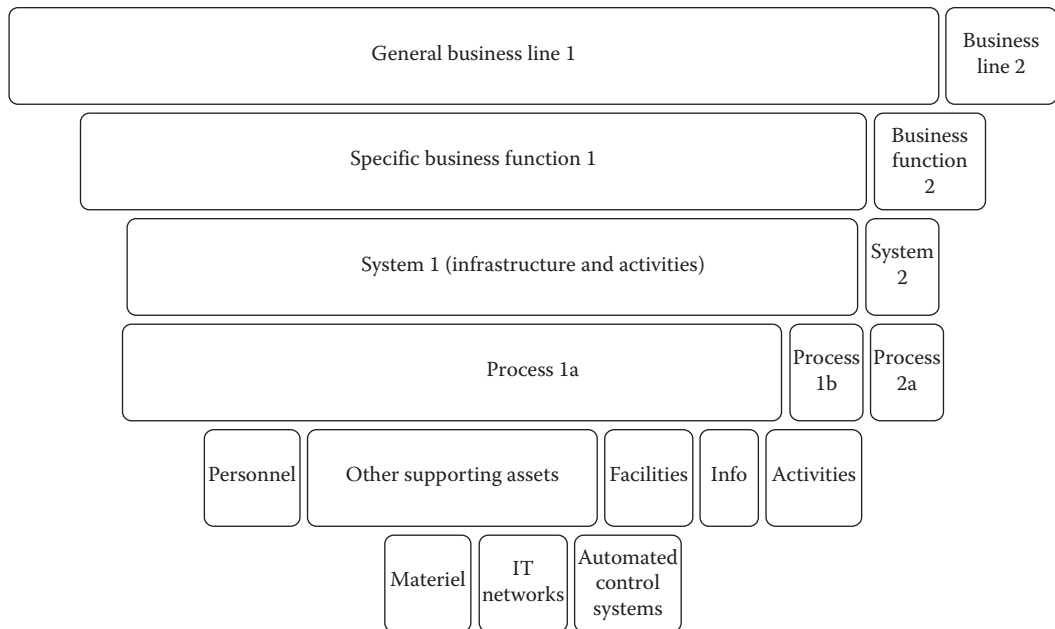 General business line 1
Business
line 2
Specific business function 1
Business
function
2
System 1 (infrastructure and activities)
System
2
Process 1a
Process
1b
Process
2a
Personnel
Other supporting assets
Facilities
Info
Activities
Materiel
IT
networks
Automated
control
systems